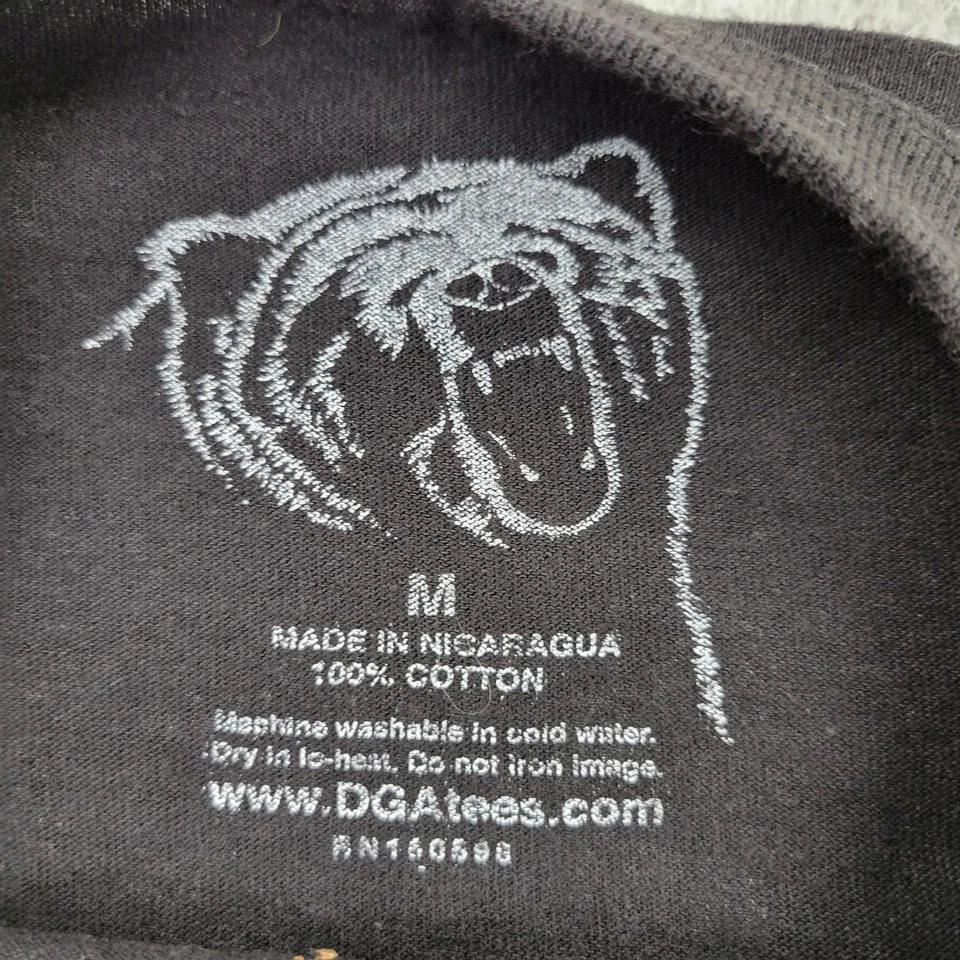 M
MADE IN NICARAGUA
100% COTTON
Machine washable in cold water.
Dry in lo-heat. Do not iron image.
www.DGAtees.com